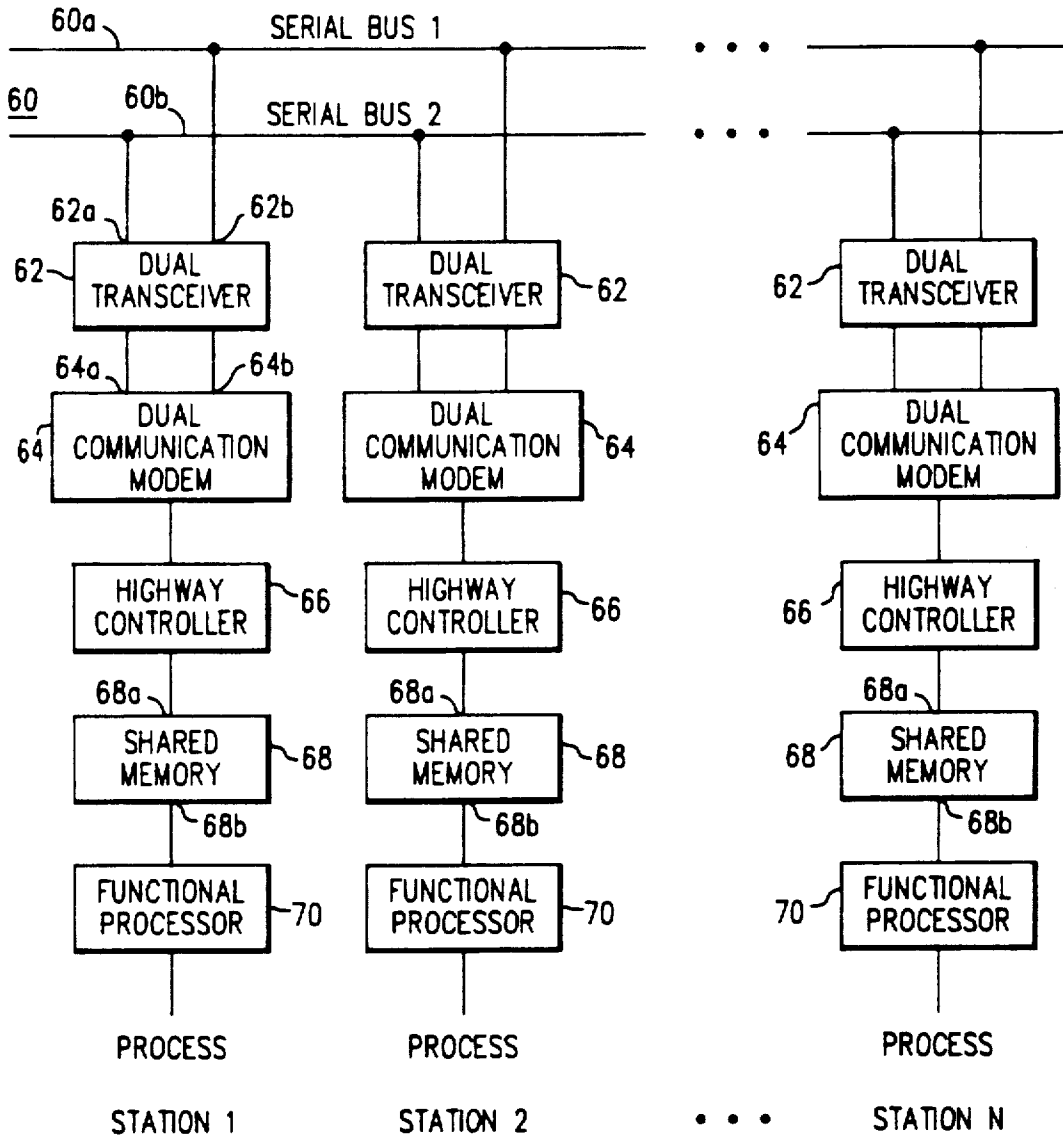 60a SERIAL BUS 1 • • •
60 60b SERIAL BUS 2 • • •
62a 62b
62 DUAL TRANSCEIVER DUAL TRANSCEIVER 62 62 DUAL TRANSCEIVER
64a 64b
64 DUAL COMMUNICATION MODEM DUAL COMMUNICATION MODEM 64 64 DUAL COMMUNICATION MODEM
HIGHWAY CONTROLLER 66 HIGHWAY CONTROLLER 66 66 HIGHWAY CONTROLLER
68a 68a 68a
SHARED MEMORY 68 SHARED MEMORY 68 68 SHARED MEMORY
68b 68b 68b
FUNCTIONAL PROCESSOR 70 FUNCTIONAL PROCESSOR 70 70 FUNCTIONAL PROCESSOR
PROCESS PROCESS PROCESS
STATION 1 STATION 2 • • • STATION N